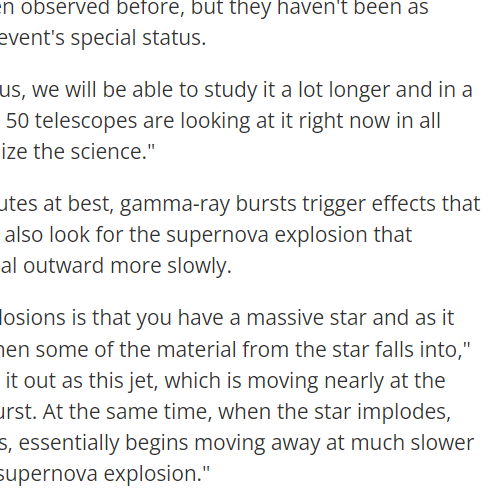 observed before, but they haven't been as
event's special status.
us, we will be able to study it a lot longer and in a
50 telescopes are looking at it right now in all
ize the science."
utes at best, gamma-ray bursts trigger effects that
also look for the supernova explosion that
al outward more slowly.
losions is that you have a massive star and as it
hen some of the material from the star falls into,"
it out as this jet, which is moving nearly at the
urst. At the same time, when the star implodes,
s, essentially begins moving away at much slower
supernova explosion."